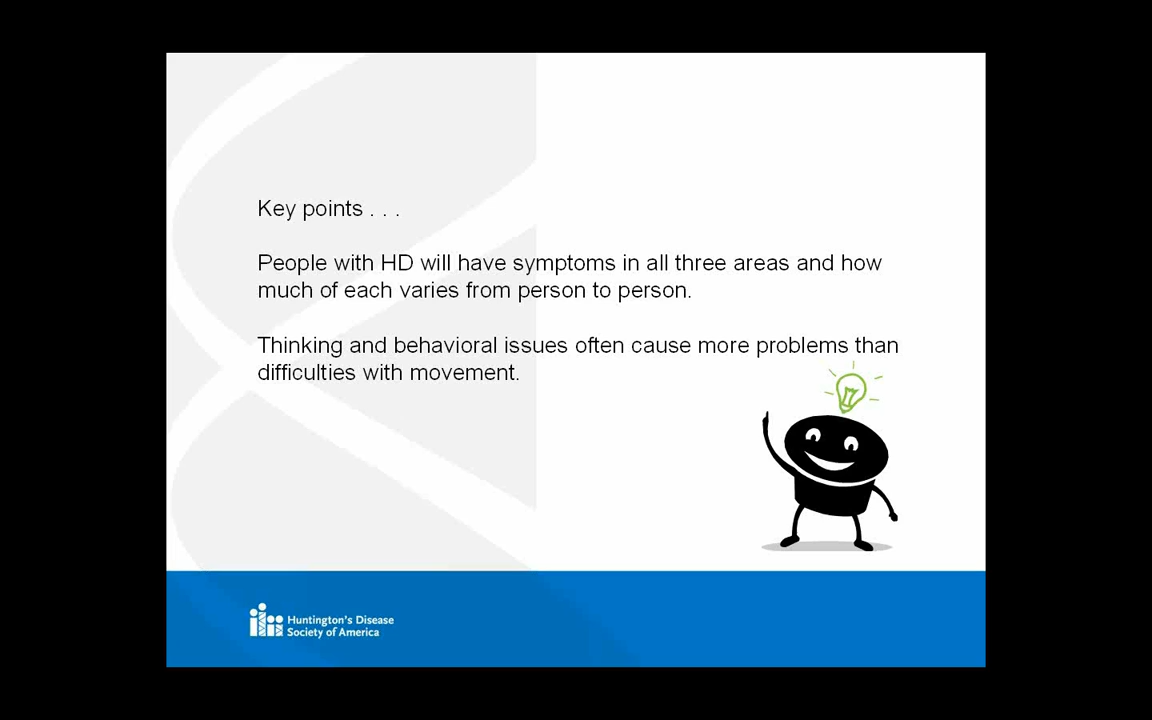 Key points . . .
People with HD will have symptoms in all three areas and how
much of each varies from person to person.
Thinking and behavioral issues often cause more problems than
difficulties with movement.
Huntington's Disease
Society of America